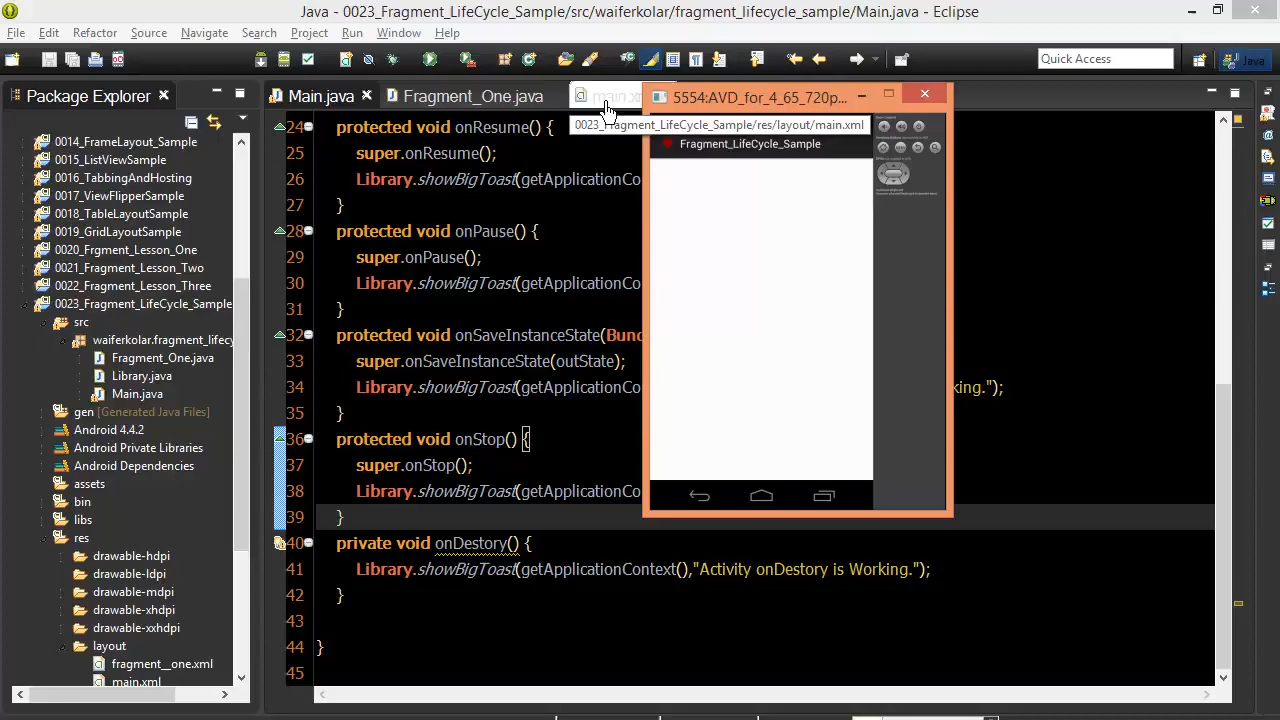 Java - 0023_Fragment_LifeCycle_Sample/src/waiferkolar/fragment_lifecycle_sample/Main.java - Eclipse
File Edit Refactor Source Navigate Search Project Run Window Help
Quick Access
Java
Package Explorer
0014_FrameLayout_Sample
0015_ListViewSample
0016_TabbingAndHosting
0017_ViewFlipperSample
0018_TableLayoutSample
0019_GridLayoutSample
0020_Frgment_Lesson_One
0021_Fragment_Lesson_Two
0022_Fragment_Lesson_Three
0023_Fragment_LifeCycle_Sample
src
waiferkolar.fragment_lifecy
Fragment_One.java
Library.java
Main.java
gen [Generated Java Files]
Android 4.4.2
Android Private Libraries
Android Dependencies
assets
bin
libs
res
drawable-hdpi
drawable-ldpi
drawable-mdpi
drawable-xhdpi
drawable-xxhdpi
layout
fragment__one.xml
main.xml
Main.java
Fragment_One.java
main.xm
0023_Fragment_LifeCycle_Sample/res/layout/main.xml
24 protected void onResume() {
25 super.onResume();
26 Library.showBigToast(getApplicationCo
27 }
28 protected void onPause() {
29 super.onPause();
30 Library.showBigToast(getApplicationCo
31 }
32 protected void onSaveInstanceState(Bund
33 super.onSaveInstanceState(outState);
34 Library.showBigToast(getApplicationCo king.");
35 }
36 protected void onStop() {
37 super.onStop();
38 Library.showBigToast(getApplicationCo
39 }
40 private void onDestory() {
41 Library.showBigToast(getApplicationContext(),"Activity onDestory is Working.");
42 }
43
44 }
45
5554:AVD_for_4_65_720p...
Fragment_LifeCycle_Sample